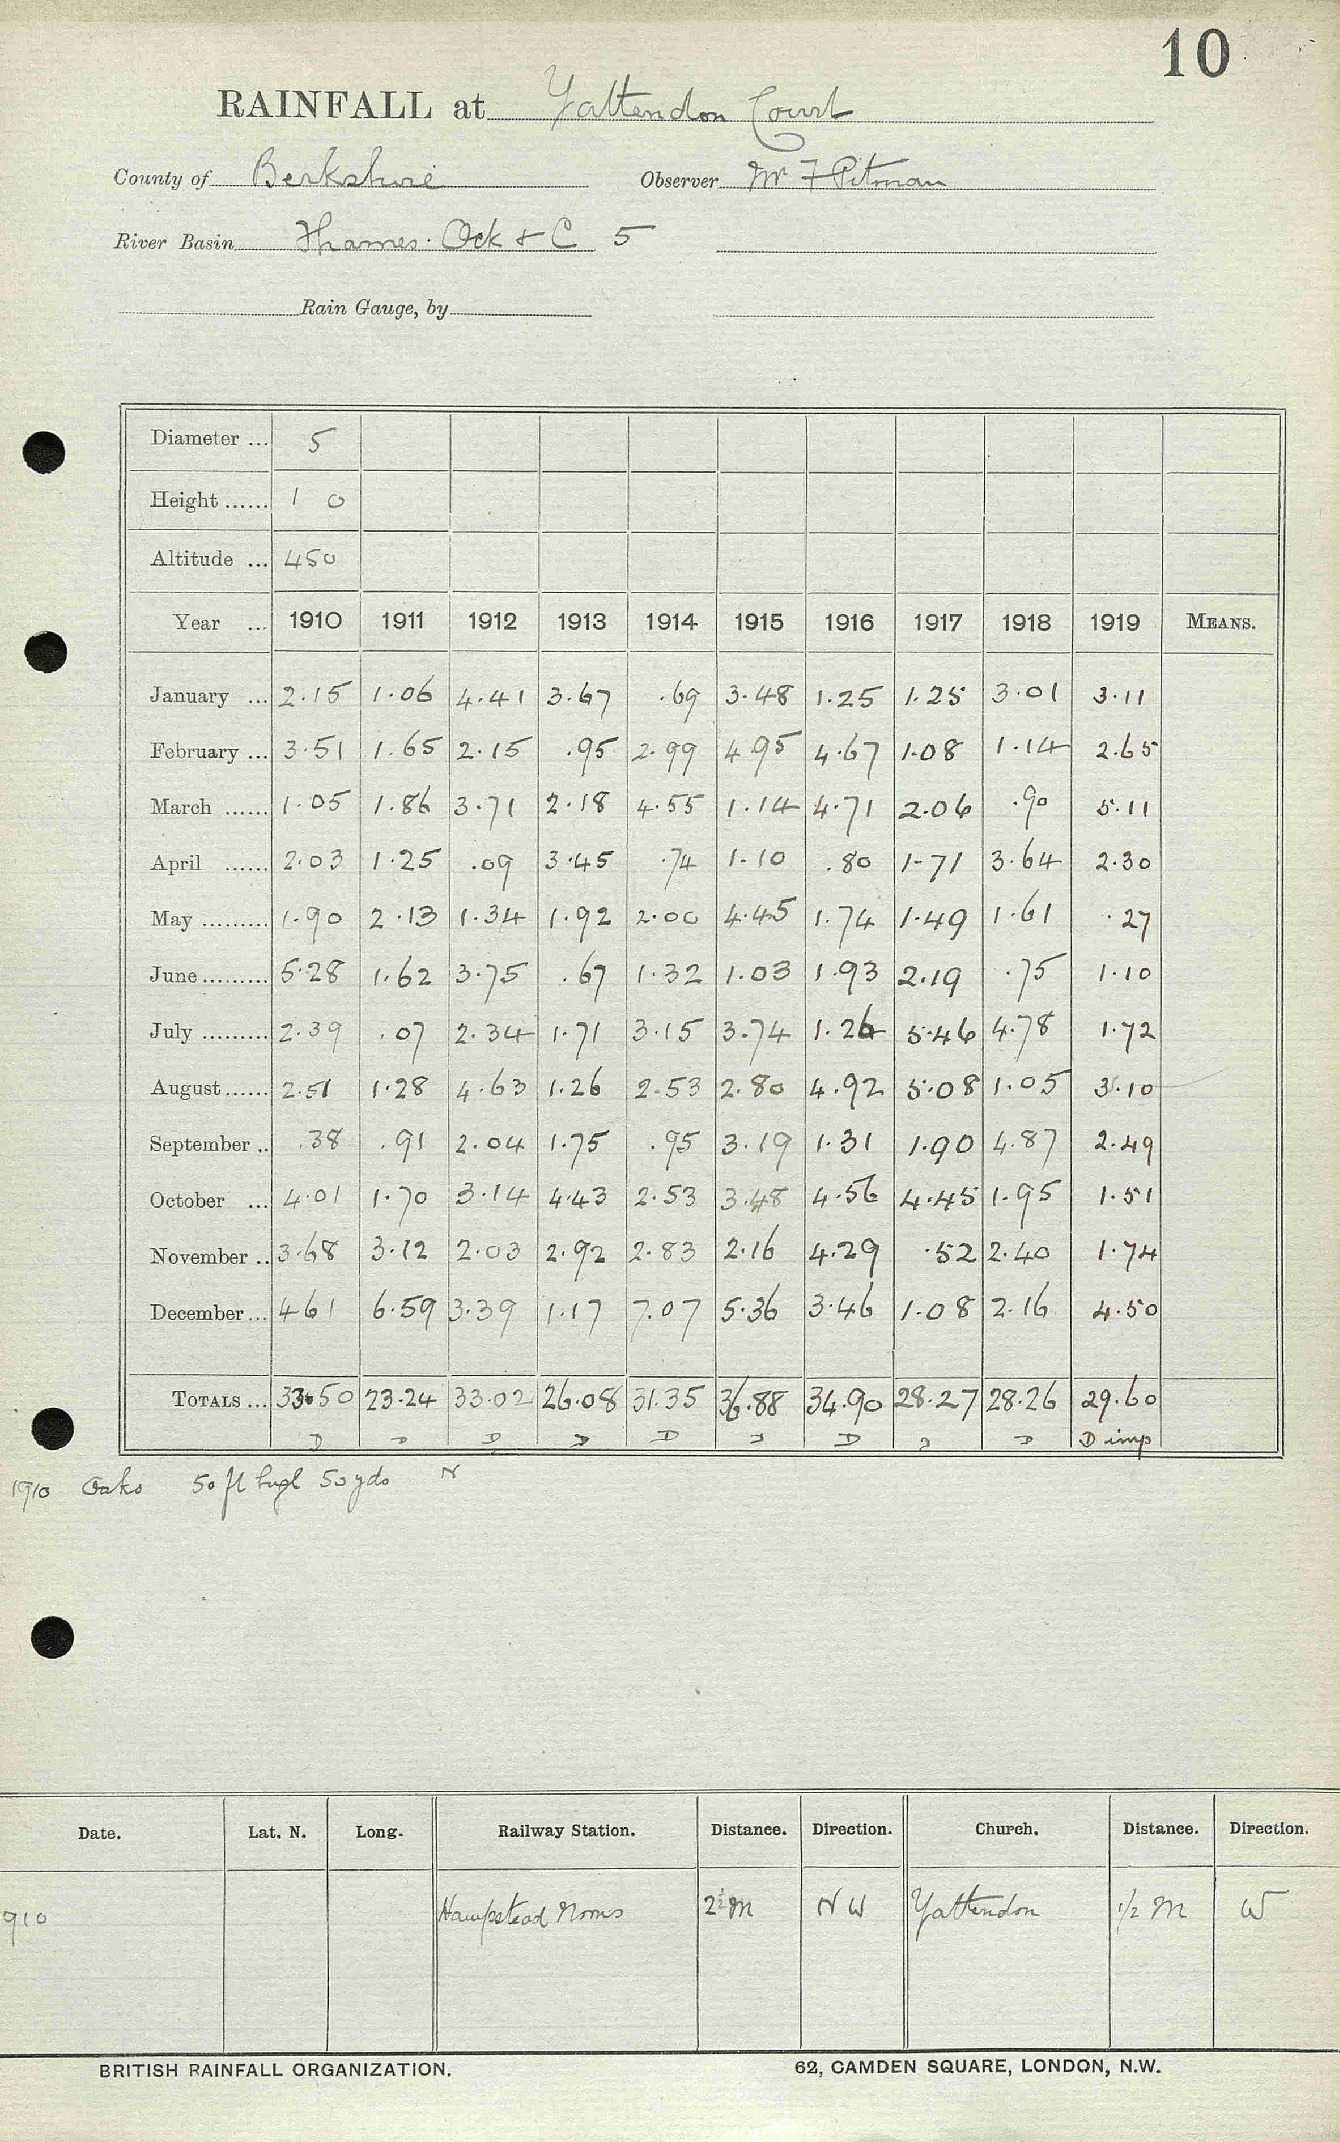 10
RAINFALL at Yattendon Court
County of Berkshire Observer Mr F Pitman
River Basin Thames. Ock & C 5
Rain Gauge, by
Diameter ... 5
Height ...... 1 0
Altitude ... 450
Year ... 1910 1911 1912 1913 1914 1915 1916 1917 1918 1919 MEANS.
January ... 2.15 1.06 4.41 3.67 .69 3.48 1.25 1.25 3.01 3.11
February ... 3.51 1.65 2.15 .95 2.99 4.95 4.67 1.08 1.14 2.65
March ...... 1.05 1.86 3.71 2.18 4.55 1.14 4.71 2.06 .90 5.11
April ...... 2.03 1.25 .09 3.45 .74 1.10 .80 1.71 3.64 2.30
May ......... 1.90 2.13 1.34 1.92 2.00 4.45 1.74 1.49 1.61 .27
June ......... 5.28 1.62 3.75 .67 1.32 1.03 1.93 2.19 .75 1.10
July ......... 2.39 .07 2.34 1.71 3.15 3.74 1.26 5.46 4.78 1.72
August ...... 2.51 1.28 4.63 1.26 2.53 2.80 4.92 5.08 1.05 3.10
September .. .38 .91 2.04 1.75 .95 3.19 1.31 1.90 4.87 2.49
October ... 4.01 1.70 3.14 4.43 2.53 3.48 4.56 4.45 1.95 1.51
November .. 3.68 3.12 2.03 2.92 2.83 2.16 4.29 .52 2.40 1.74
December ... 4.61 6.59 3.39 1.17 7.07 5.36 3.46 1.08 2.16 4.50
TOTALS ... 33.50 23.24 33.02 26.08 31.35 36.88 34.90 28.27 28.26 29.60
D D D D D D D D D D imp
1910 Oaks 50 ft high 50 yds N
Date. Lat. N. Long. Railway Station. Distance. Direction. Church. Distance. Direction.
910 Hampstead Norris 2½ M NW Yattendon 1/2 M W
BRITISH RAINFALL ORGANIZATION. 62, CAMDEN SQUARE, LONDON, N.W.